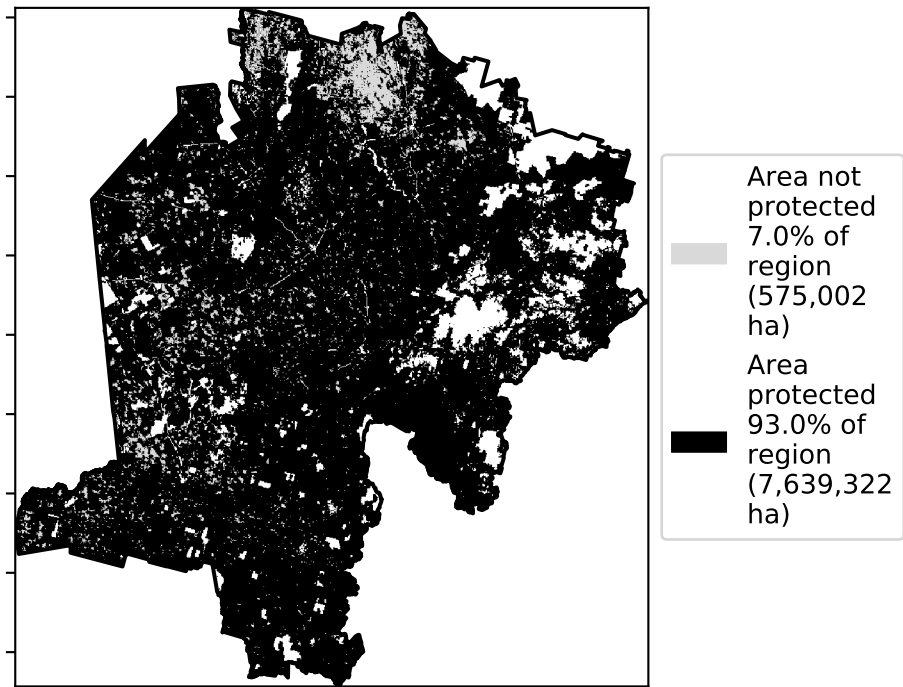 Area not
protected
7.0% of
region
(575,002
ha)
Area
protected
93.0% of
region
(7,639,322
ha)